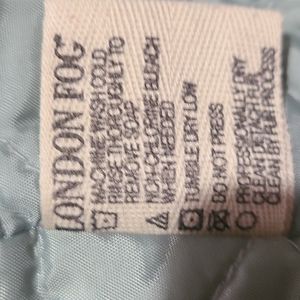 LONDON FOG®
MACHINE WASH COLD
RINSE THOROUGHLY TO
REMOVE SOAP
NON-CHLORINE BLEACH
WHEN NEEDED
TUMBLE DRY LOW
DO NOT PRESS
PROFESSIONALLY DRY
CLEAN DETACH FUR,
CLEAN BY FUR PROCESS